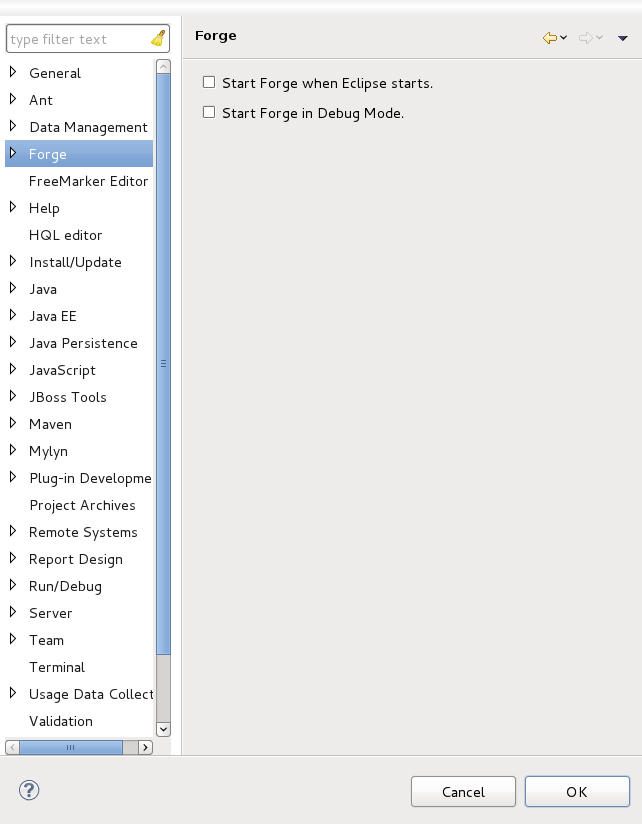 type filter text
General
Ant
Data Management
Forge
FreeMarker Editor
Help
HQL editor
Install/Update
Java
Java EE
Java Persistence
JavaScript
JBoss Tools
Maven
Mylyn
Plug-in Developme
Project Archives
Remote Systems
Report Design
Run/Debug
Server
Team
Terminal
Usage Data Collect
Validation
Forge
Start Forge when Eclipse starts.
Start Forge in Debug Mode.
?
Cancel
OK